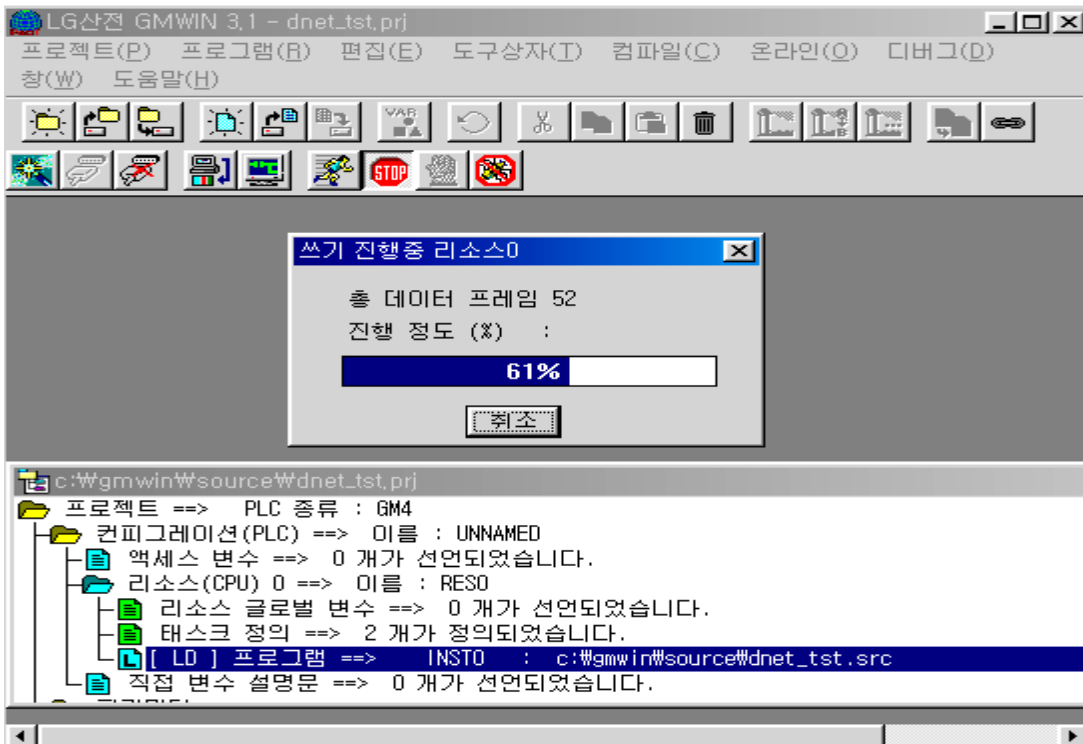 LG산전 GMWIN 3.1 - dnet_tst.prj
프로젝트(P) 프로그램(R) 편집(E) 도구상자(T) 컴파일(C) 온라인(O) 디버그(D)
창(W) 도움말(H)
VAR
STOP
쓰기 진행중 리소스0
총 데이터 프레임 52
진행 정도 (%) :
61%
취소
c:₩gmwin₩source₩dnet_tst.prj
프로젝트 ==> PLC 종류 : GM4
컨피그레이션(PLC) ==> 이름 : UNNAMED
액세스 변수 ==> 0 개가 선언되었습니다.
리소스(CPU) 0 ==> 이름 : RES0
리소스 글로벌 변수 ==> 0 개가 선언되었습니다.
태스크 정의 ==> 2 개가 정의되었습니다.
[ LD ] 프로그램 ==> INST0 : c:₩gmwin₩source₩dnet_tst.src
직접 변수 설명문 ==> 0 개가 선언되었습니다.